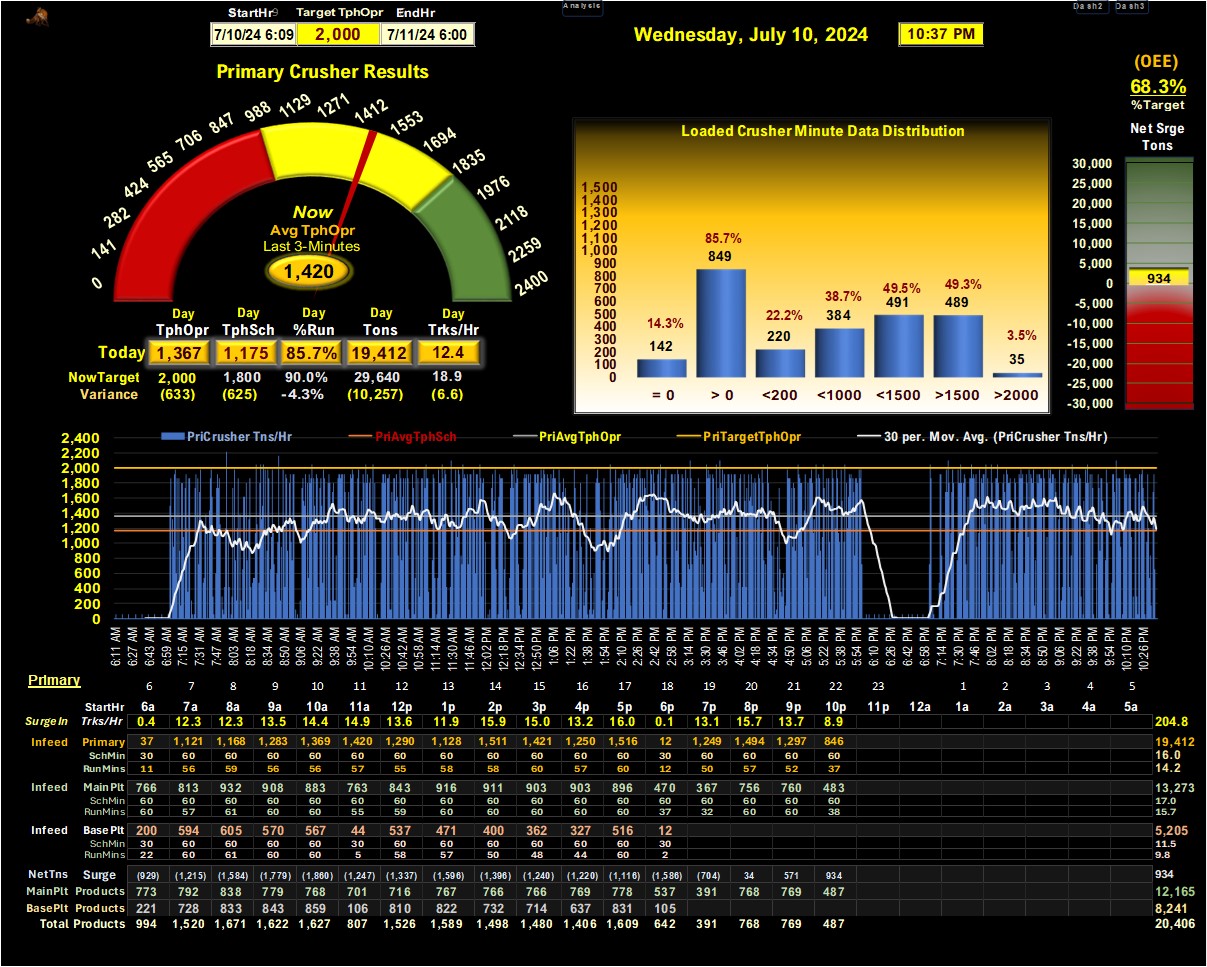 Analysis
Dash2 Dash3
StartHr Target TphOpr EndHr
7/10/24 6:09 2,000 7/11/24 6:00
Wednesday, July 10, 2024 10:37 PM
(OEE)
68.3%
%Target
Primary Crusher Results
0 141 282 424 565 706 847 988 1129 1271 1412 1553 1694 1835 1976 2118 2259 2400
Now
Avg TphOpr
Last 3-Minutes
1,420
Day Day Day Day Day
TphOpr TphSch %Run Tons Trks/Hr
Today 1,367 1,175 85.7% 19,412 12.4
NowTarget 2,000 1,800 90.0% 29,640 18.9
Variance (633) (625) -4.3% (10,257) (6.6)
Loaded Crusher Minute Data Distribution
1,500
1,400
1,300
1,200
1,100
1,000
900
800
700
600
500
400
300
200
100
0
14.3% 85.7% 22.2% 38.7% 49.5% 49.3% 3.5%
142 849 220 384 491 489 35
= 0 > 0 <200 <1000 <1500 >1500 >2000
Net Srge
Tons
30,000
25,000
20,000
15,000
10,000
5,000
0
-5,000
-10,000
-15,000
-20,000
-25,000
-30,000
934
PriCrusher Tns/Hr PriAvgTphSch PriAvgTphOpr PriTargetTphOpr 30 per. Mov. Avg. (PriCrusher Tns/Hr)
2,400
2,200
2,000
1,800
1,600
1,400
1,200
1,000
800
600
400
200
0
6:11 AM 6:27 AM 6:43 AM 6:59 AM 7:15 AM 7:31 AM 7:47 AM 8:03 AM 8:18 AM 8:34 AM 8:50 AM 9:06 AM 9:22 AM 9:38 AM 9:54 AM 10:10 AM 10:26 AM 10:42 AM 10:58 AM 11:14 AM 11:30 AM 11:46 AM 12:02 PM 12:18 PM 12:34 PM 12:50 PM 1:06 PM 1:22 PM 1:38 PM 1:54 PM 2:10 PM 2:26 PM 2:42 PM 2:58 PM 3:14 PM 3:30 PM 3:46 PM 4:02 PM 4:18 PM 4:34 PM 4:50 PM 5:06 PM 5:22 PM 5:38 PM 5:54 PM 6:10 PM 6:26 PM 6:42 PM 6:58 PM 7:14 PM 7:30 PM 7:46 PM 8:02 PM 8:18 PM 8:34 PM 8:50 PM 9:06 PM 9:22 PM 9:38 PM 9:54 PM 10:10 PM 10:26 PM
Primary
6 7 8 9 10 11 12 13 14 15 16 17 18 19 20 21 22 23 1 2 3 4 5
StartHr 6a 7a 8a 9a 10a 11a 12p 1p 2p 3p 4p 5p 6p 7p 8p 9p 10p 11p 12a 1a 2a 3a 4a 5a
SurgeIn Trks/Hr 0.4 12.3 12.3 13.5 14.4 14.9 13.6 11.9 15.9 15.0 13.2 16.0 0.1 13.1 15.7 13.7 8.9 204.8
Infeed Primary 37 1,121 1,168 1,283 1,369 1,420 1,290 1,128 1,511 1,421 1,250 1,516 12 1,249 1,494 1,297 846 19,412
SchMin 30 60 60 60 60 60 60 60 60 60 60 60 30 60 60 60 60 16.0
RunMins 11 56 59 56 56 57 55 58 58 60 57 60 12 50 57 52 37 14.2
Infeed MainPlt 766 813 932 908 883 763 843 916 911 903 903 896 470 367 756 760 483 13,273
SchMin 60 60 60 60 60 60 60 60 60 60 60 60 60 60 60 60 60 17.0
RunMins 60 57 61 60 60 55 59 60 60 60 60 60 37 32 60 60 38 15.7
Infeed Base Plt 200 594 605 570 567 44 537 471 400 362 327 516 12 5,205
SchMin 30 60 60 60 60 30 60 60 60 60 60 60 30 11.5
RunMins 22 60 61 60 60 5 58 57 50 48 44 60 2 9.8
NetTns Surge (929) (1,215) (1,584) (1,779) (1,860) (1,247) (1,337) (1,596) (1,396) (1,240) (1,220) (1,116) (1,586) (704) 34 571 934 934
MainPlt Products 773 792 838 779 768 701 716 767 766 766 769 778 537 391 768 769 487 12,165
BasePlt Products 221 728 833 843 859 106 810 822 732 714 637 831 105 8,241
Total Products 994 1,520 1,671 1,622 1,627 807 1,526 1,589 1,498 1,480 1,406 1,609 642 391 768 769 487 20,406